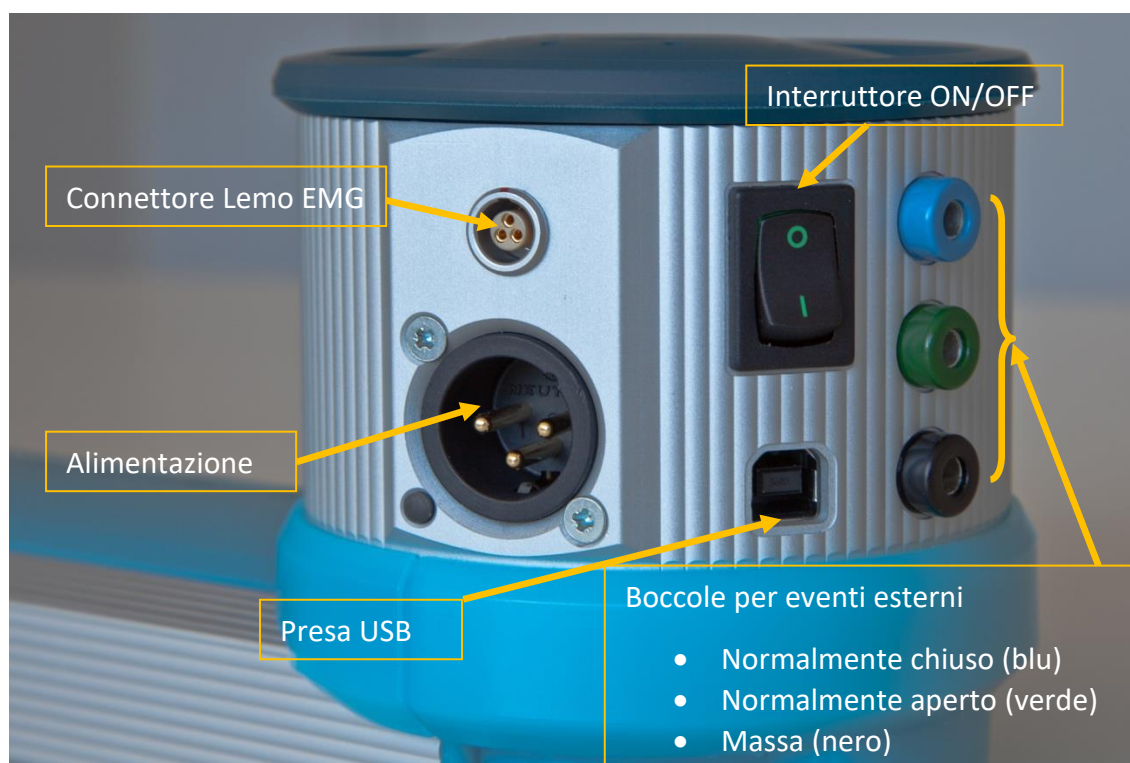 Interruttore ON/OFF
Connettore Lemo EMG
Alimentazione
Presa USB
Boccole per eventi esterni
• Normalmente chiuso (blu)
• Normalmente aperto (verde)
• Massa (nero)